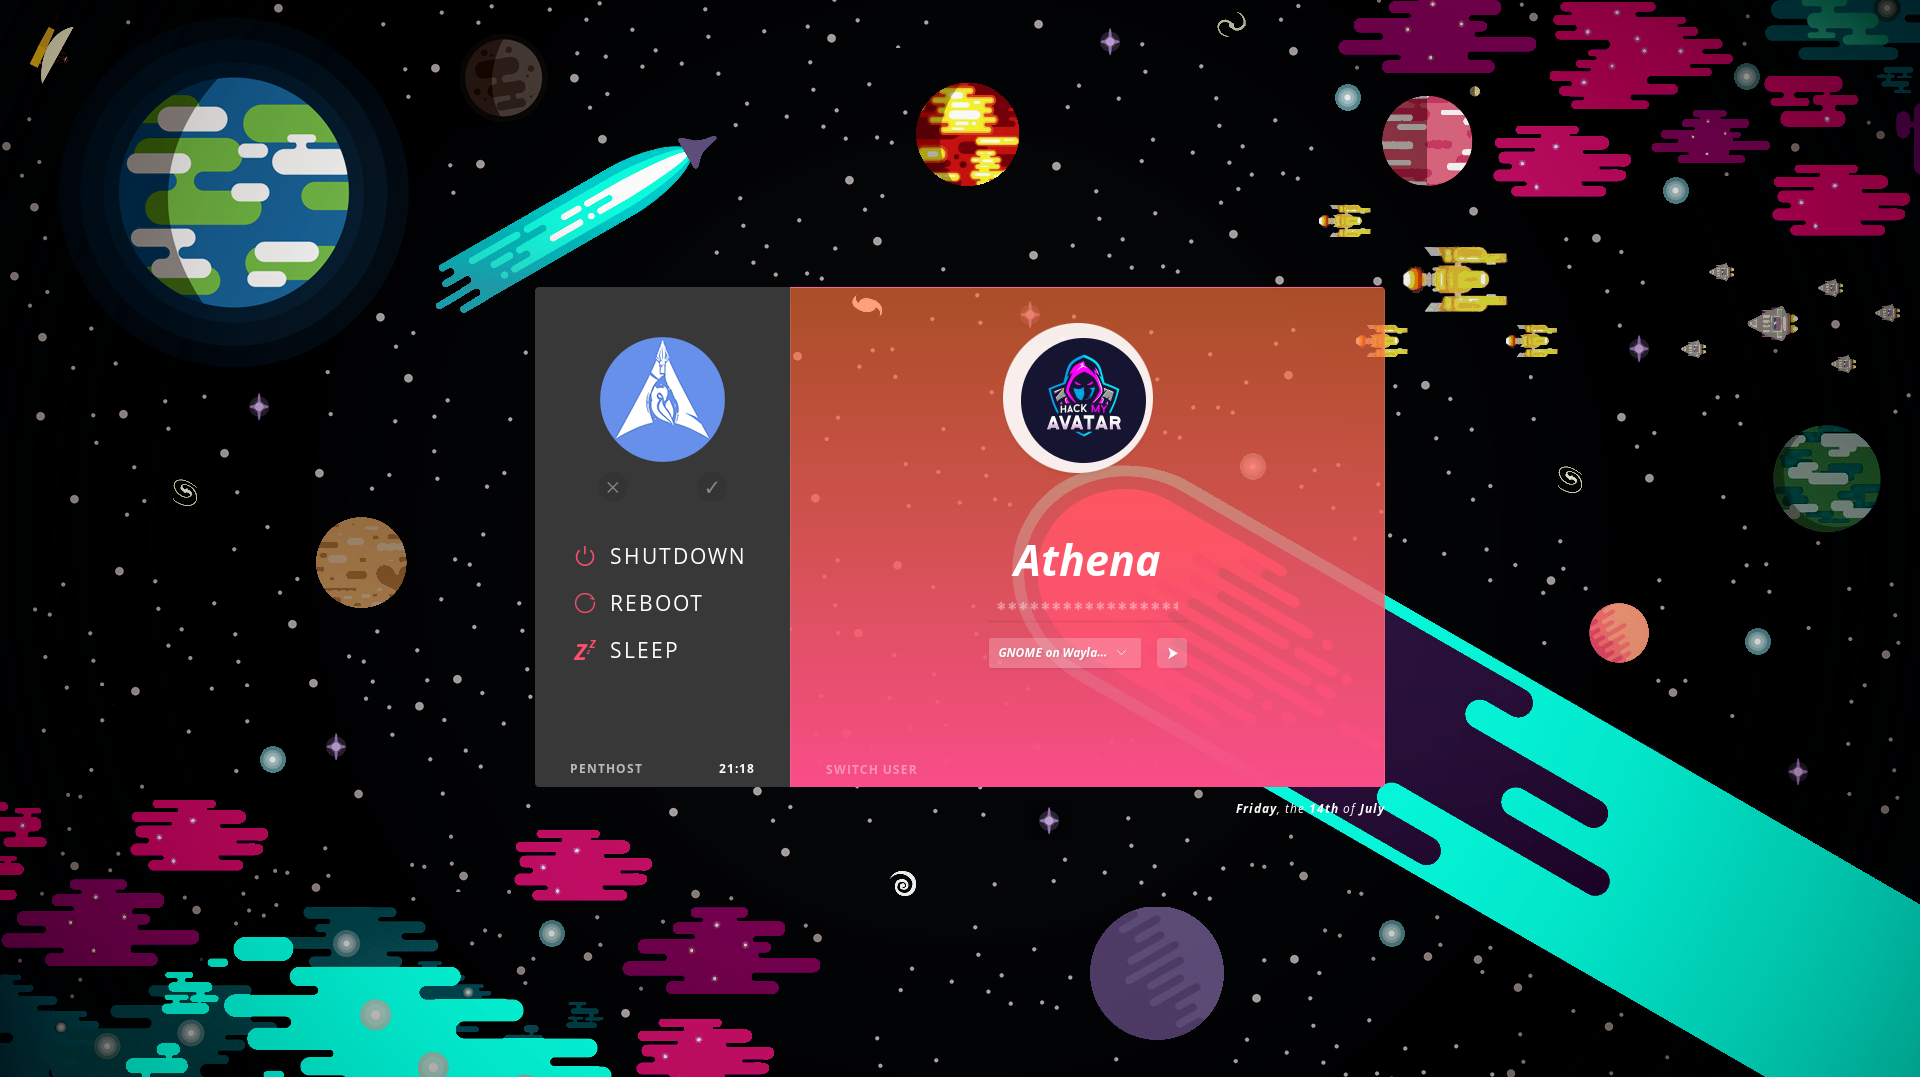 HACK MY
AVATAR
SHUTDOWN
REBOOT
SLEEP
Athena
****************
GNOME on Wayla...
PENTHOST
21:18
SWITCH USER
Friday, the 14th of July